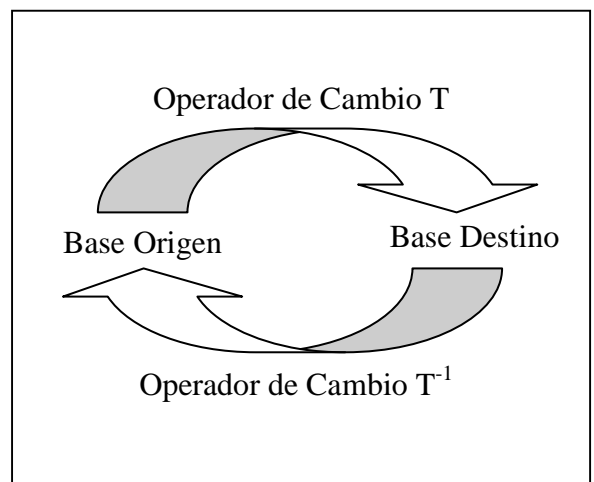 Operador de Cambio T
Base Origen
Base Destino
Operador de Cambio T⁻¹